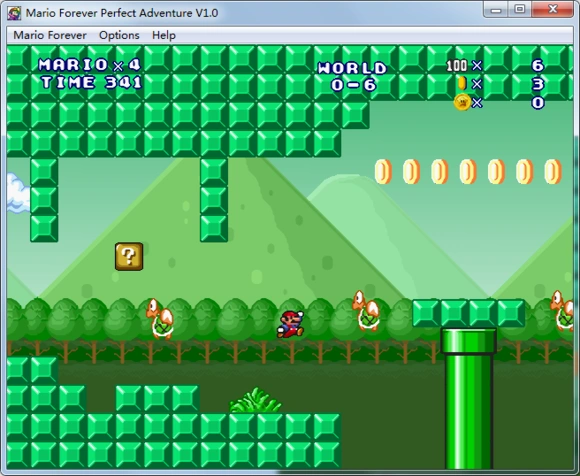 Mario Forever Perfect Adventure V1.0
Mario Forever Options Help
MARIO × 4
WORLD
100 × 6
TIME 341
0-6
× 3
× 0
?